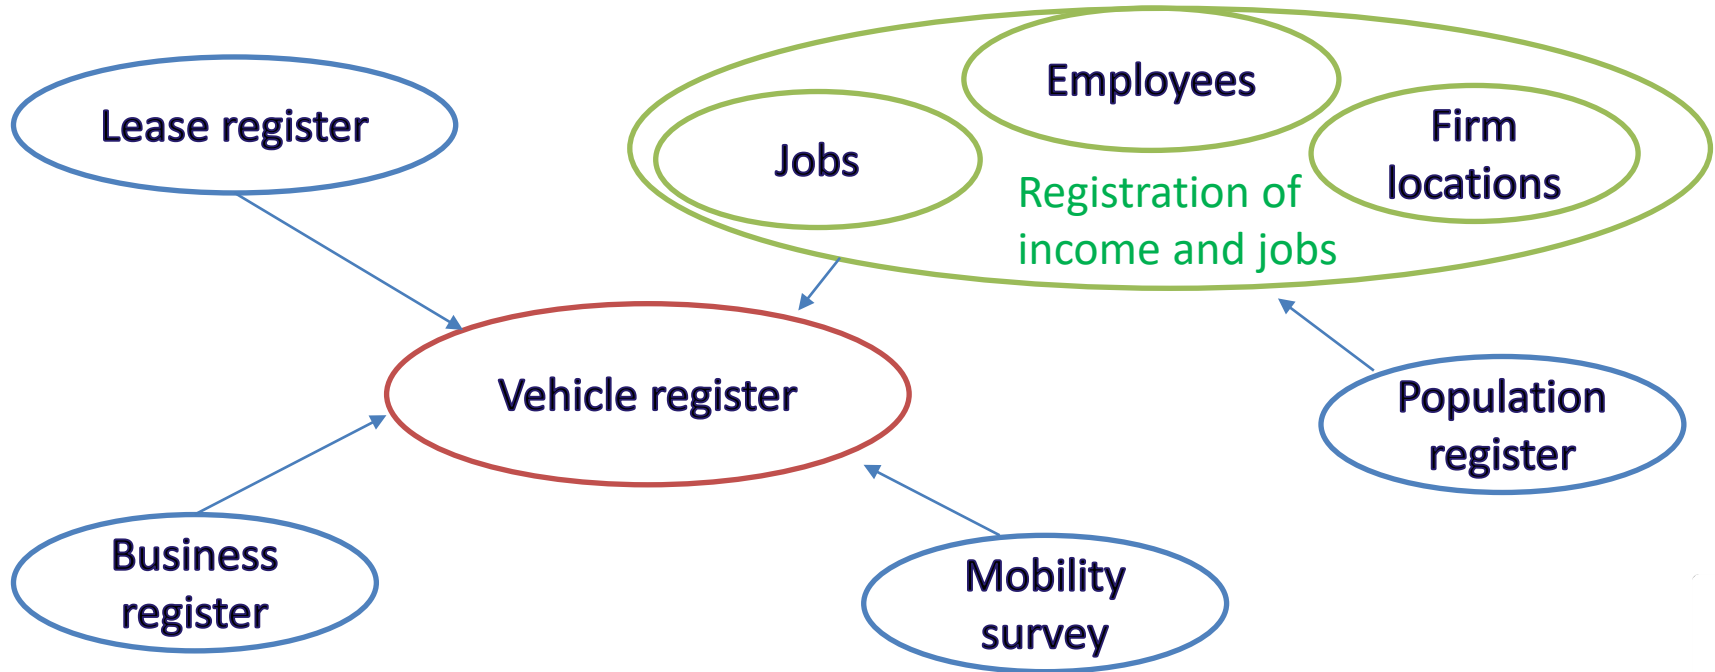 Lease register
Employees
Jobs
Firm
locations
Registration of
income and jobs
Vehicle register
Population
register
Business
register
Mobility
survey